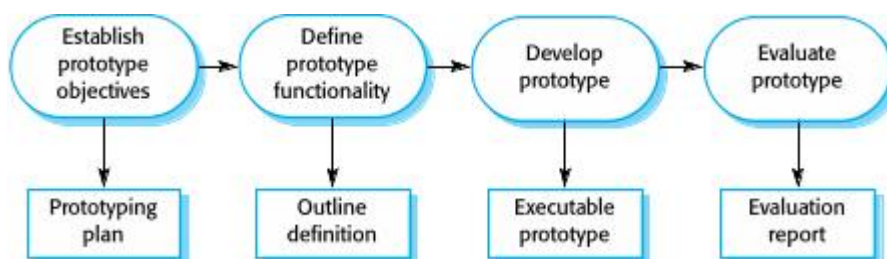 Establish
prototype
objectives
Define
prototype
functionality
Develop
prototype
Evaluate
prototype
Prototyping
plan
Outline
definition
Executable
prototype
Evaluation
report